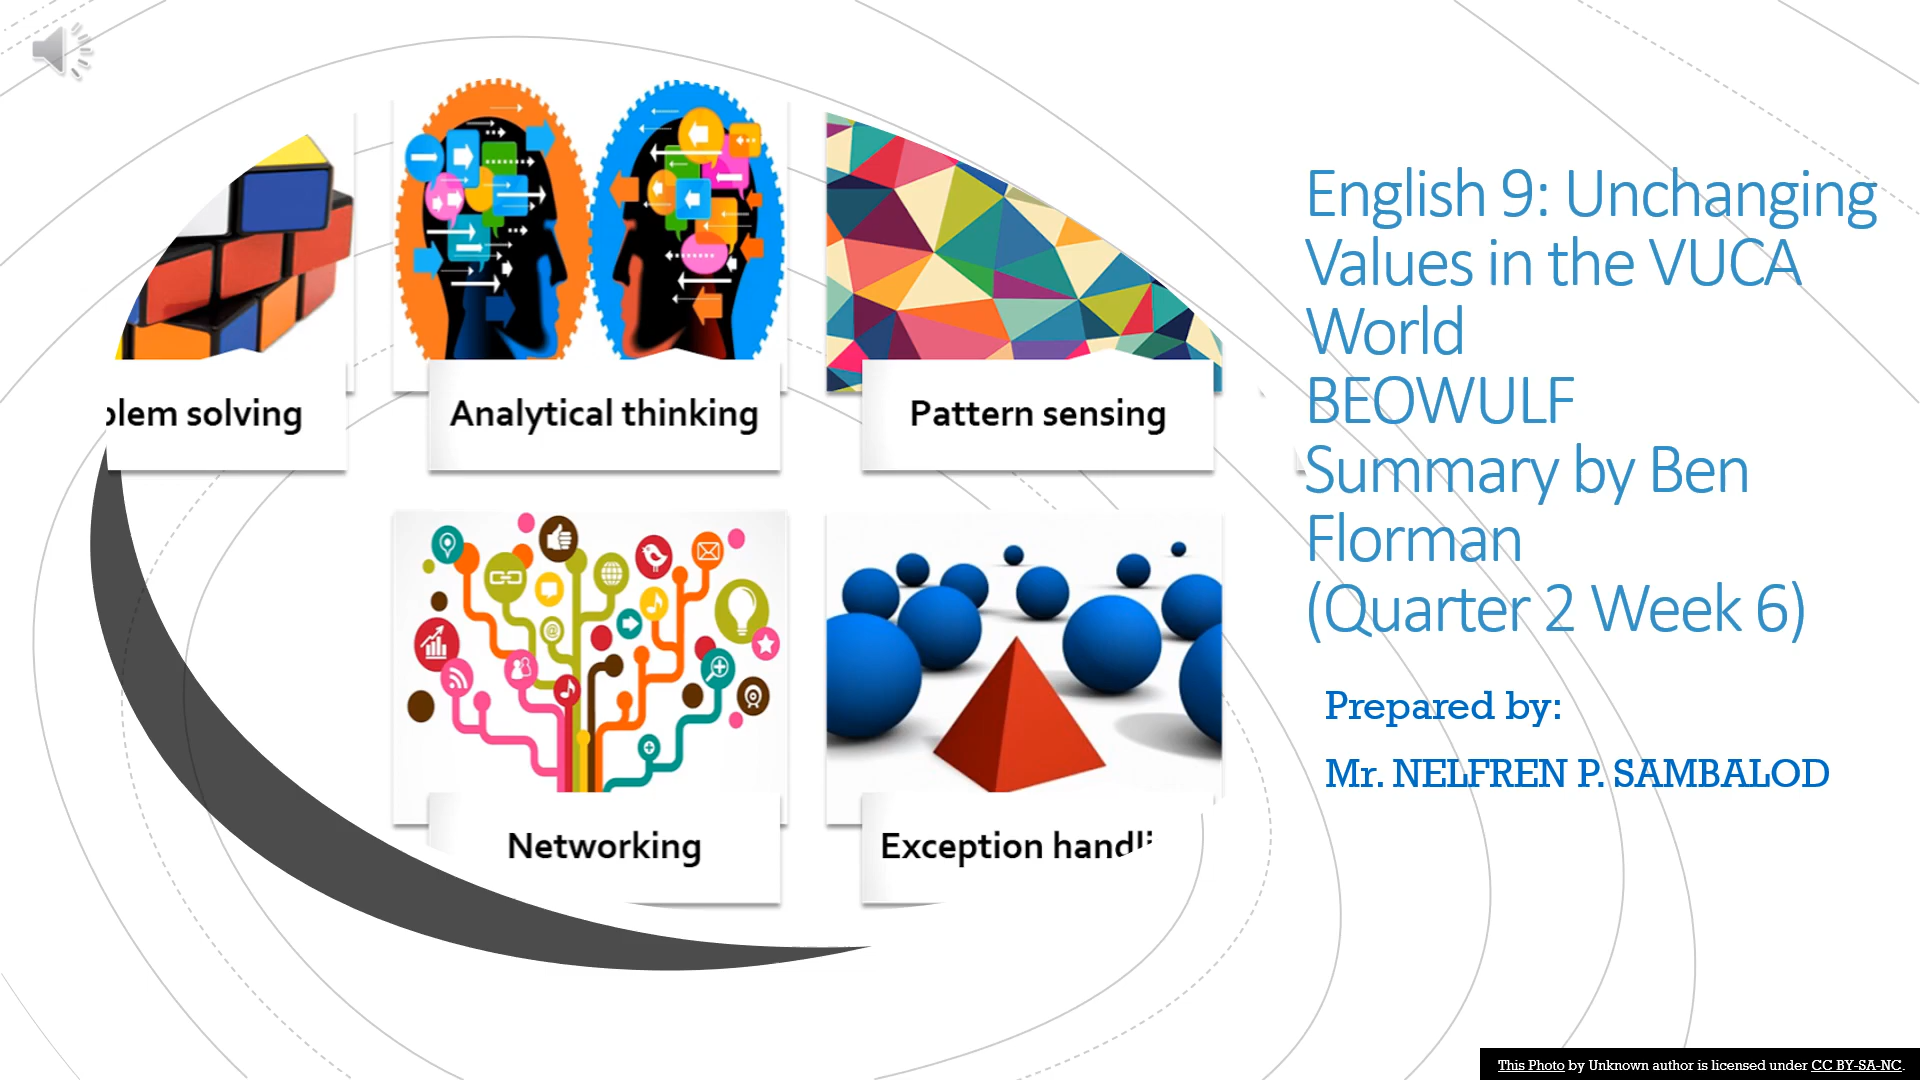 olem solving
Analytical thinking
Pattern sensing
Networking
Exception handli
English 9: Unchanging
Values in the VUCA
World
BEOWULF
Summary by Ben
Florman
(Quarter 2 Week 6)
Prepared by:
Mr. NELFREN P. SAMBALOD
This Photo by Unknown author is licensed under CC BY-SA-NC.